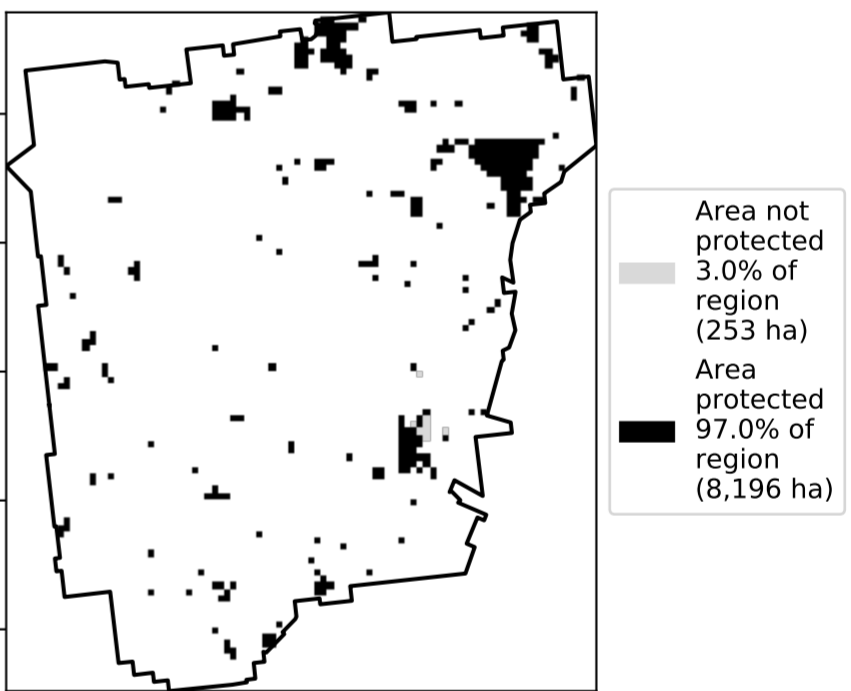 Area not
protected
3.0% of
region
(253 ha)
Area
protected
97.0% of
region
(8,196 ha)